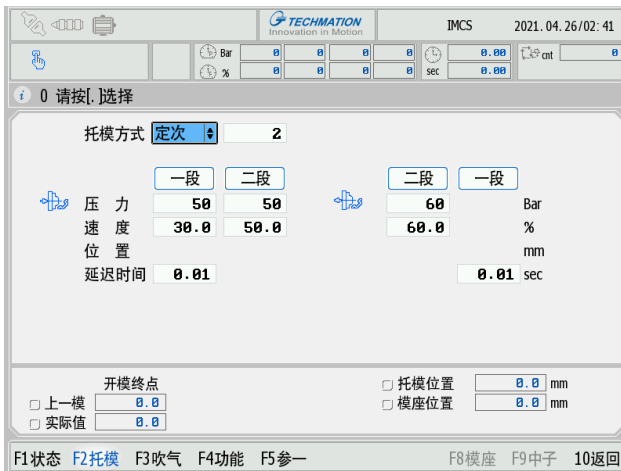 TECHMATION
Innovation in Motion
IMCS
2021.04.26/02:41
Bar 0 0 0 0 0.00 cnt 0
% 0 0 0 0 sec 0.00
i 0 请按[.]选择
托模方式 定次 2
一段 二段 二段 一段
压 力 50 50 60 Bar
速 度 30.0 50.0 60.0 %
位 置 mm
延迟时间 0.01 0.01 sec
开模终点 托模位置 0.0 mm
上一模 0.0 模座位置 0.0 mm
实际值 0.0
F1状态 F2托模 F3吹气 F4功能 F5参一 F8模座 F9中子 10返回